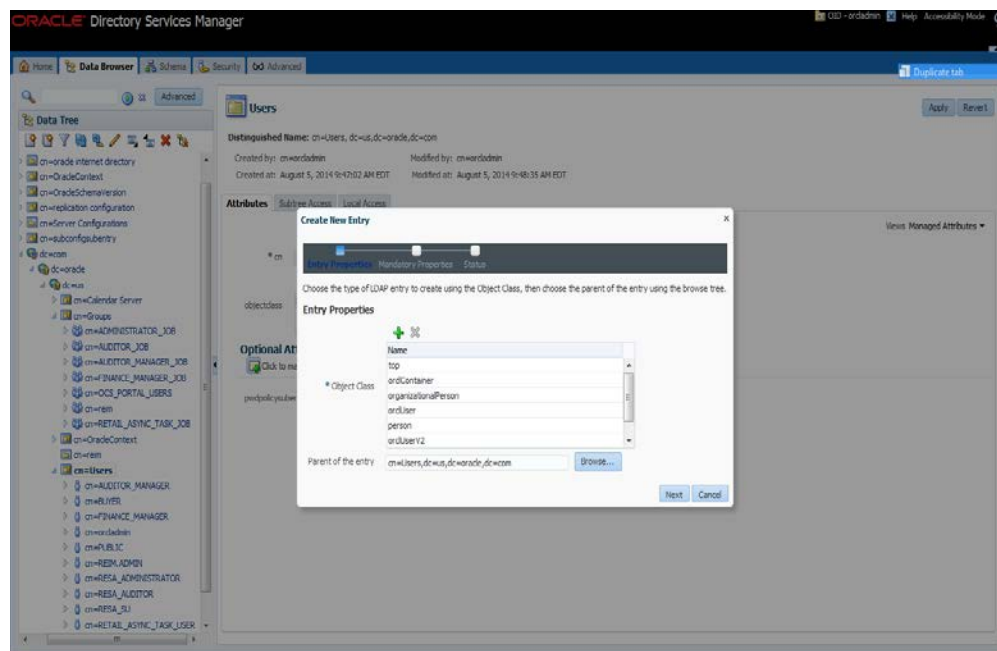 ORACLE Directory Services Manager
OID - orcladmin Help Accessibility Mode
Home Data Browser Schema Security Advanced
Duplicate tab
Advanced
Data Tree
cn=oracle internet directory
cn=OracleContext
cn=OracleSchemaVersion
cn=replication configuration
cn=Server Configurations
cn=subconfigsubentry
dc=com
dc=oracle
dc=us
cn=Calendar Server
cn=Groups
cn=ADMINISTRATOR_JOB
cn=AUDITOR_JOB
cn=AUDITOR_MANAGER_JOB
cn=FINANCE_MANAGER_JOB
cn=OCS_PORTAL_USERS
cn=reim
cn=RETAIL_ASYNC_TASK_JOB
cn=OracleContext
cn=reim
cn=Users
cn=AUDITOR_MANAGER
cn=BUYER
cn=FINANCE_MANAGER
cn=orcladmin
cn=PUBLIC
cn=REIM.ADMIN
cn=RESA_ADMINISTRATOR
cn=RESA_AUDITOR
cn=RESA_SU
cn=RETAIL_ASYNC_TASK_USER
Users
Apply Revert
Distinguished Name: cn=Users, dc=us,dc=oracle,dc=com
Created by: cn=orcladmin Modified by: cn=orcladmin
Created at: August 5, 2014 9:47:02 AM EDT Modified at: August 5, 2014 9:48:35 AM EDT
Attributes Subtree Access Local Access
Views Managed Attributes
* cn
objectclass
Optional At
Click to ma
Create New Entry
Entry Properties Mandatory Properties Status
Choose the type of LDAP entry to create using the Object Class, then choose the parent of the entry using the browse tree.
Entry Properties
* Object Class
Name
top
orclContainer
organizationalPerson
orclUser
person
orclUserV2
Parent of the entry cn=Users,dc=us,dc=oracle,dc=com Browse...
Next Cancel